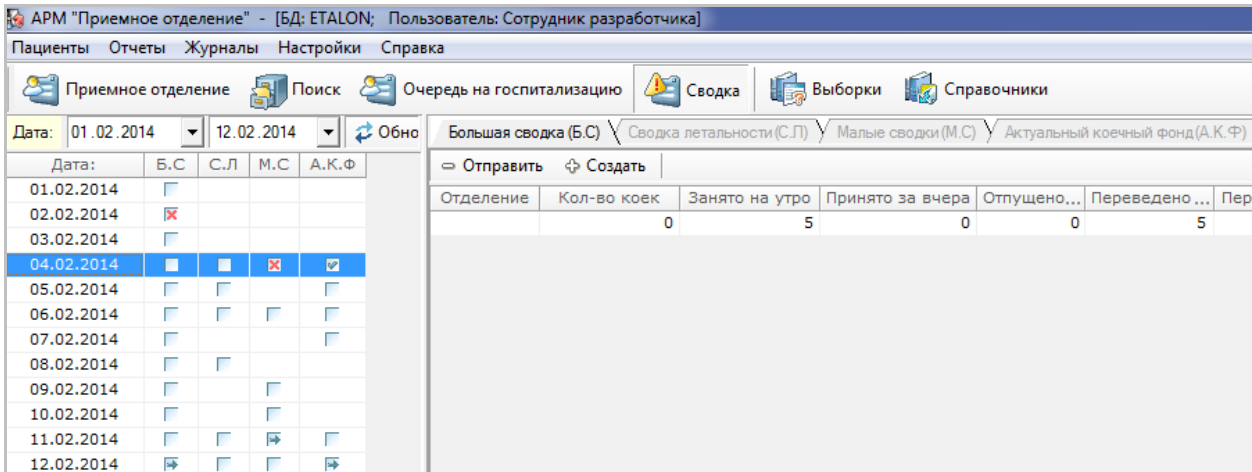 АРМ "Приемное отделение" - [БД: ETALON; Пользователь: Сотрудник разработчика]
Пациенты Отчеты Журналы Настройки Справка
Приемное отделение Поиск Очередь на госпитализацию Сводка Выборки Справочники
Дата: 01.02.2014 12.02.2014 Обно Большая сводка (Б.С) Сводка летальности (С.Л) Малые сводки (М.С) Актуальный коечный фонд (А.К.Ф)
Дата: Б.С С.Л М.С А.К.Ф Отправить Создать
01.02.2014 Отделение Кол-во коек Занято на утро Принято за вчера Отпущено... Переведено ... Пер
02.02.2014 0 5 0 0 5
03.02.2014
04.02.2014
05.02.2014
06.02.2014
07.02.2014
08.02.2014
09.02.2014
10.02.2014
11.02.2014
12.02.2014